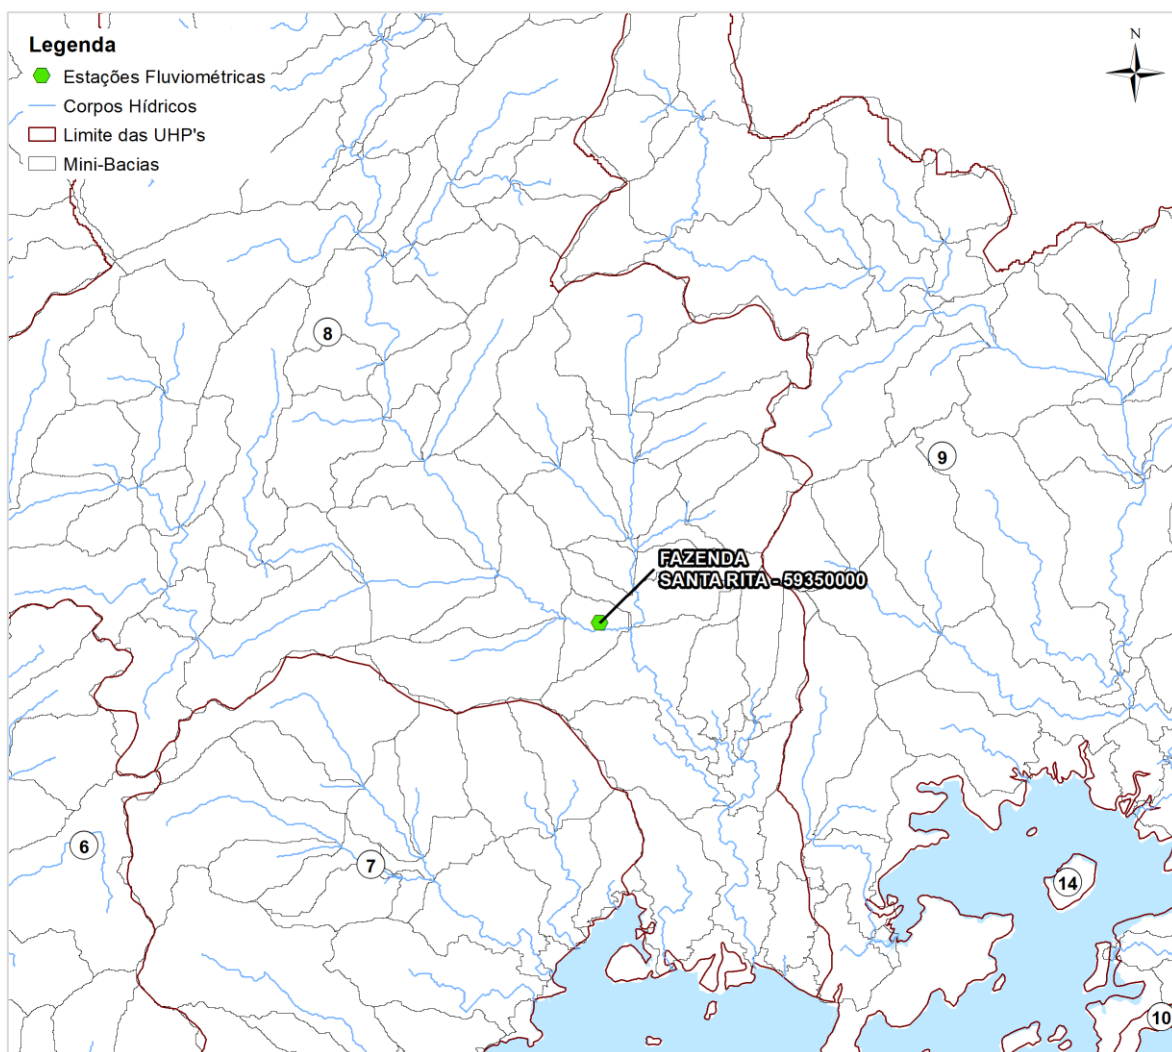 Legenda
Estações Fluviométricas
Corpos Hídricos
Limite das UHP's
Mini-Bacias
N
8
9
FAZENDA
SANTA RITA - 59350000
6
7
14
10